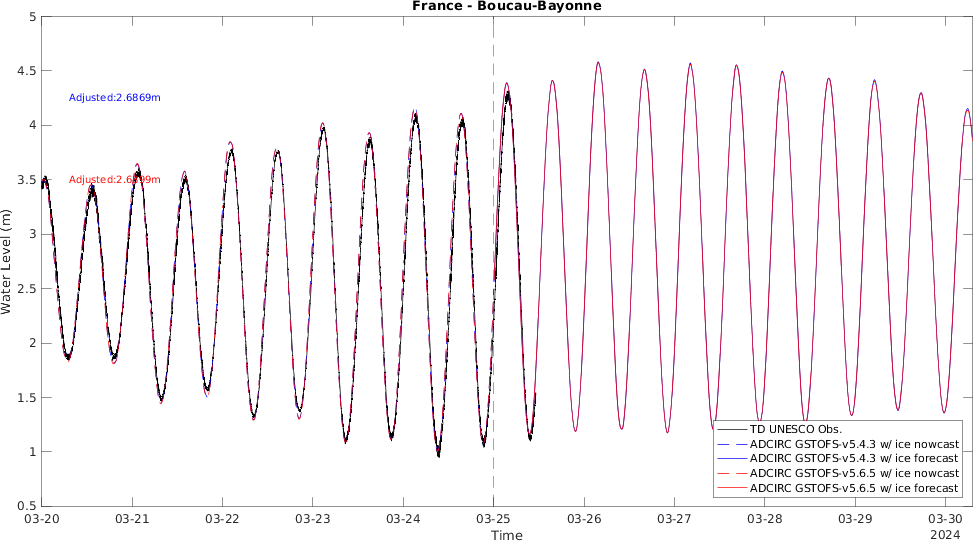 France - Boucau-Bayonne
5
4.5
4
3.5
3
2.5
2
1.5
1
0.5
Water Level (m)
Adjusted:2.6869m
03-20
03-21
03-22
03-23
03-24
03-25
03-26
03-27
03-28
03-29
03-30
2024
Time
TD UNESCO Obs.
ADCIRC GSTOFS-v5.4.3 w/ ice nowcast
ADCIRC GSTOFS-v5.4.3 w/ ice forecast
ADCIRC GSTOFS-v5.6.5 w/ ice nowcast
ADCIRC GSTOFS-v5.6.5 w/ ice forecast